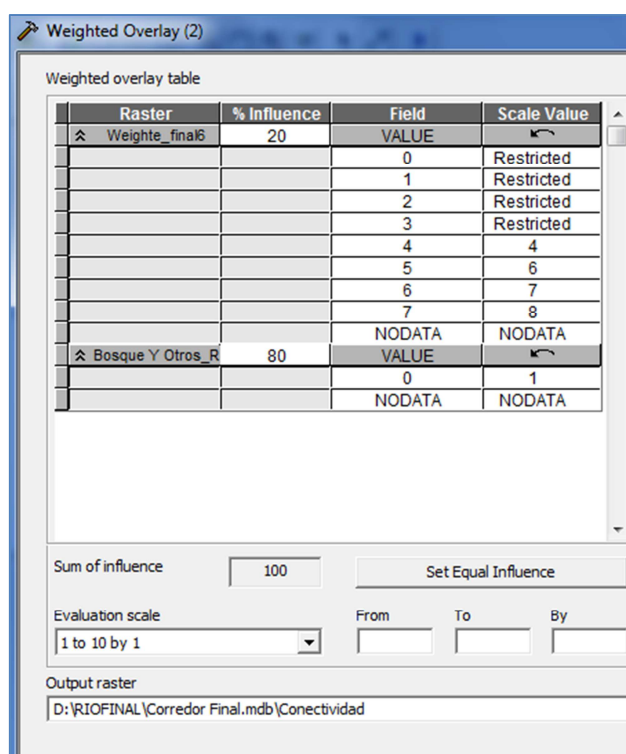 Weighted Overlay (2)
Weighted overlay table
Raster % Influence Field Scale Value
Weighte_final6 20 VALUE
0 Restricted
1 Restricted
2 Restricted
3 Restricted
4 4
5 6
6 7
7 8
NODATA NODATA
Bosque Y Otros_R 80 VALUE
0 1
NODATA NODATA
Sum of influence 100 Set Equal Influence
Evaluation scale From To By
1 to 10 by 1
Output raster
D:\RIOFINAL\Corredor Final.mdb\Conectividad